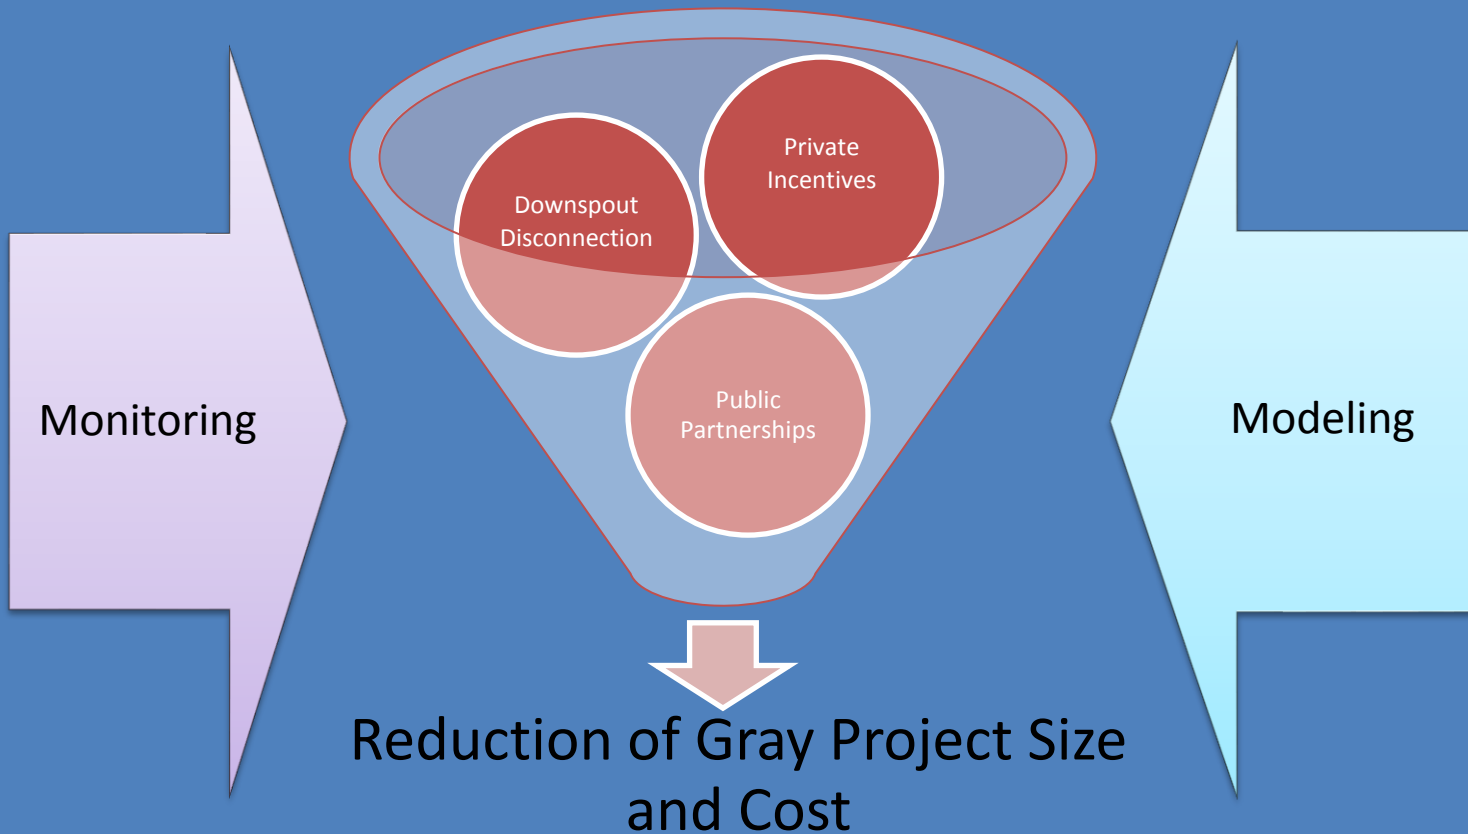 Private
Incentives
Downspout
Disconnection
Public
Partnerships
Monitoring
Modeling
Reduction of Gray Project Size
and Cost